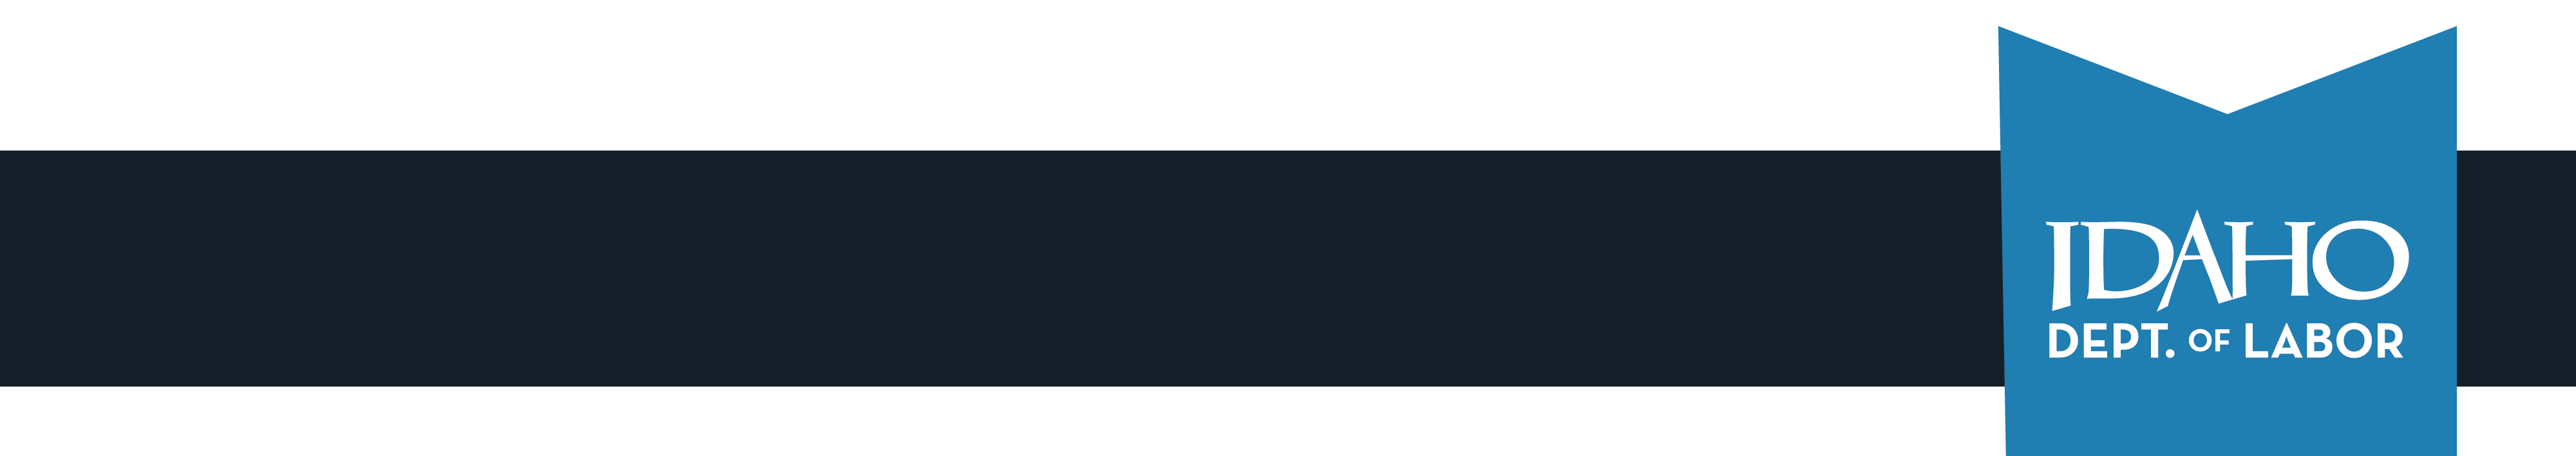 IDAHO
DEPT. OF LABOR